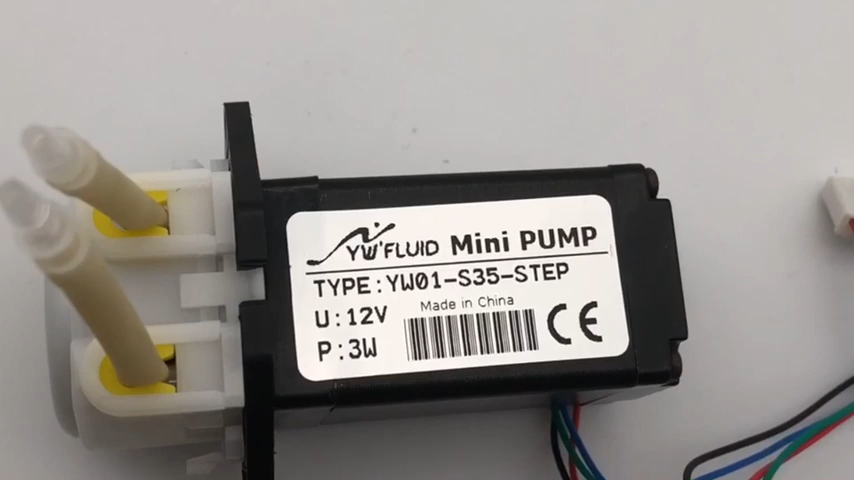 YW'FLUID Mini PUMP
TYPE:YW01-S35-STEP
U:12V
Made in China
P:3W
CE